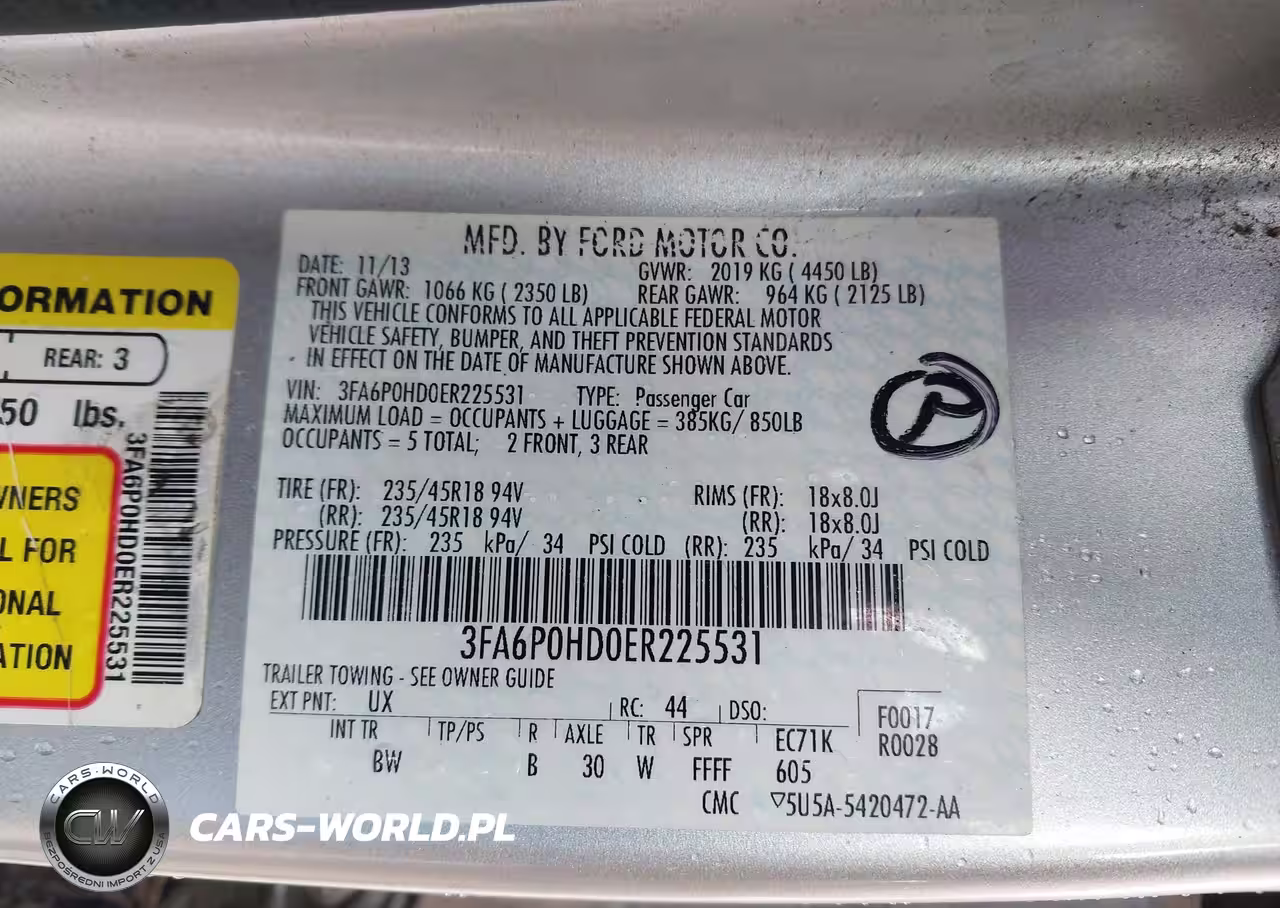 MFD. BY FORD MOTOR CO.
DATE: 11/13 GVWR: 2019 KG ( 4450 LB)
FRONT GAWR: 1066 KG ( 2350 LB) REAR GAWR: 964 KG ( 2125 LB)
THIS VEHICLE CONFORMS TO ALL APPLICABLE FEDERAL MOTOR
VEHICLE SAFETY, BUMPER, AND THEFT PREVENTION STANDARDS
IN EFFECT ON THE DATE OF MANUFACTURE SHOWN ABOVE.
VIN: 3FA6P0HD0ER225531 TYPE: Passenger Car
MAXIMUM LOAD = OCCUPANTS + LUGGAGE = 385KG/ 850LB
OCCUPANTS = 5 TOTAL; 2 FRONT, 3 REAR
TIRE (FR): 235/45R18 94V RIMS (FR): 18x8.0J
(RR): 235/45R18 94V (RR): 18x8.0J
PRESSURE (FR): 235 kPa/ 34 PSI COLD (RR): 235 kPa/ 34 PSI COLD
3FA6P0HD0ER225531
TRAILER TOWING - SEE OWNER GUIDE
EXT PNT: UX RC: 44 DSO:
F0017
R0028
INT TR TP/PS R AXLE TR SPR EC71K
BW B 30 W FFFF 605
CMC ▽5U5A-5420472-AA
ORMATION
REAR: 3
50 lbs.
3FA6P0HD0ER225531
WNERS
L FOR
ONAL
ATION
CARS-WORLD
CW
BEZPOŚREDNI IMPORT Z USA
CARS-WORLD.PL